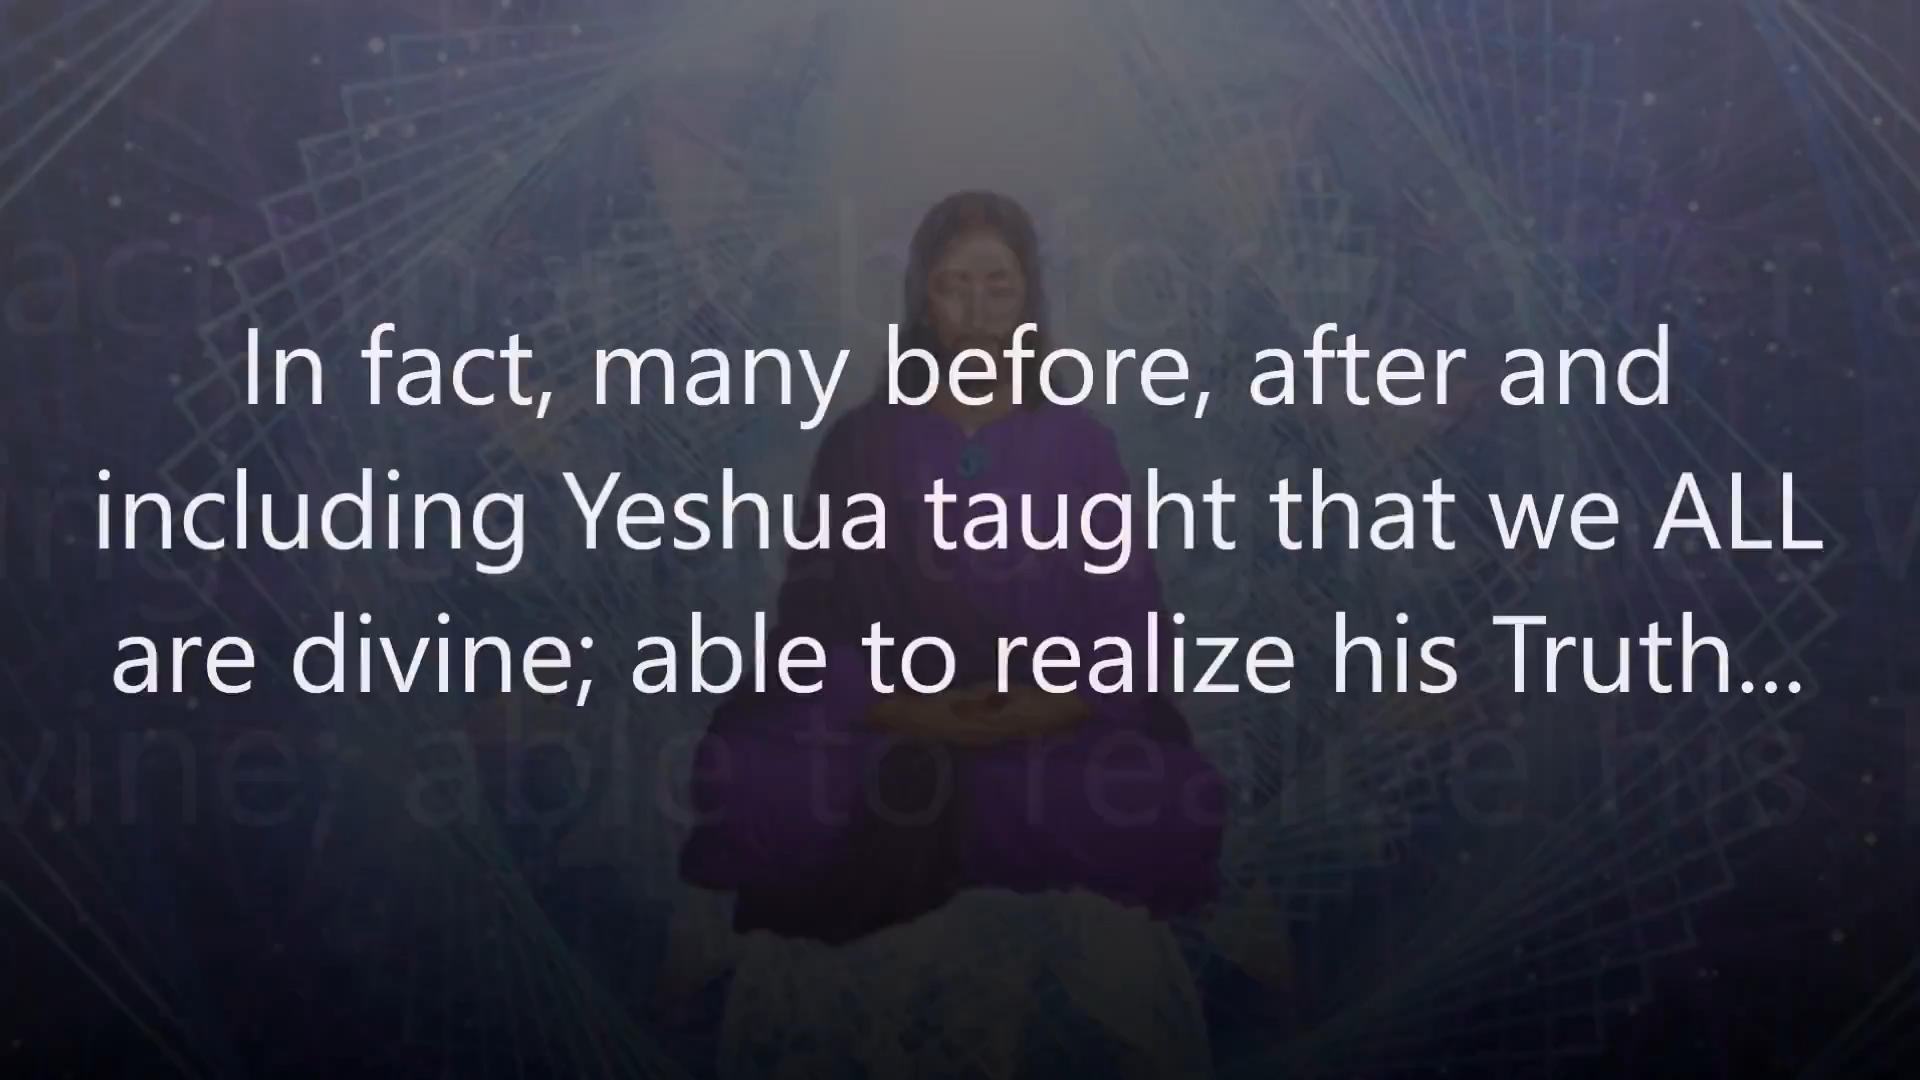 In fact, many before, after and
including Yeshua taught that we ALL
are divine; able to realize his Truth...